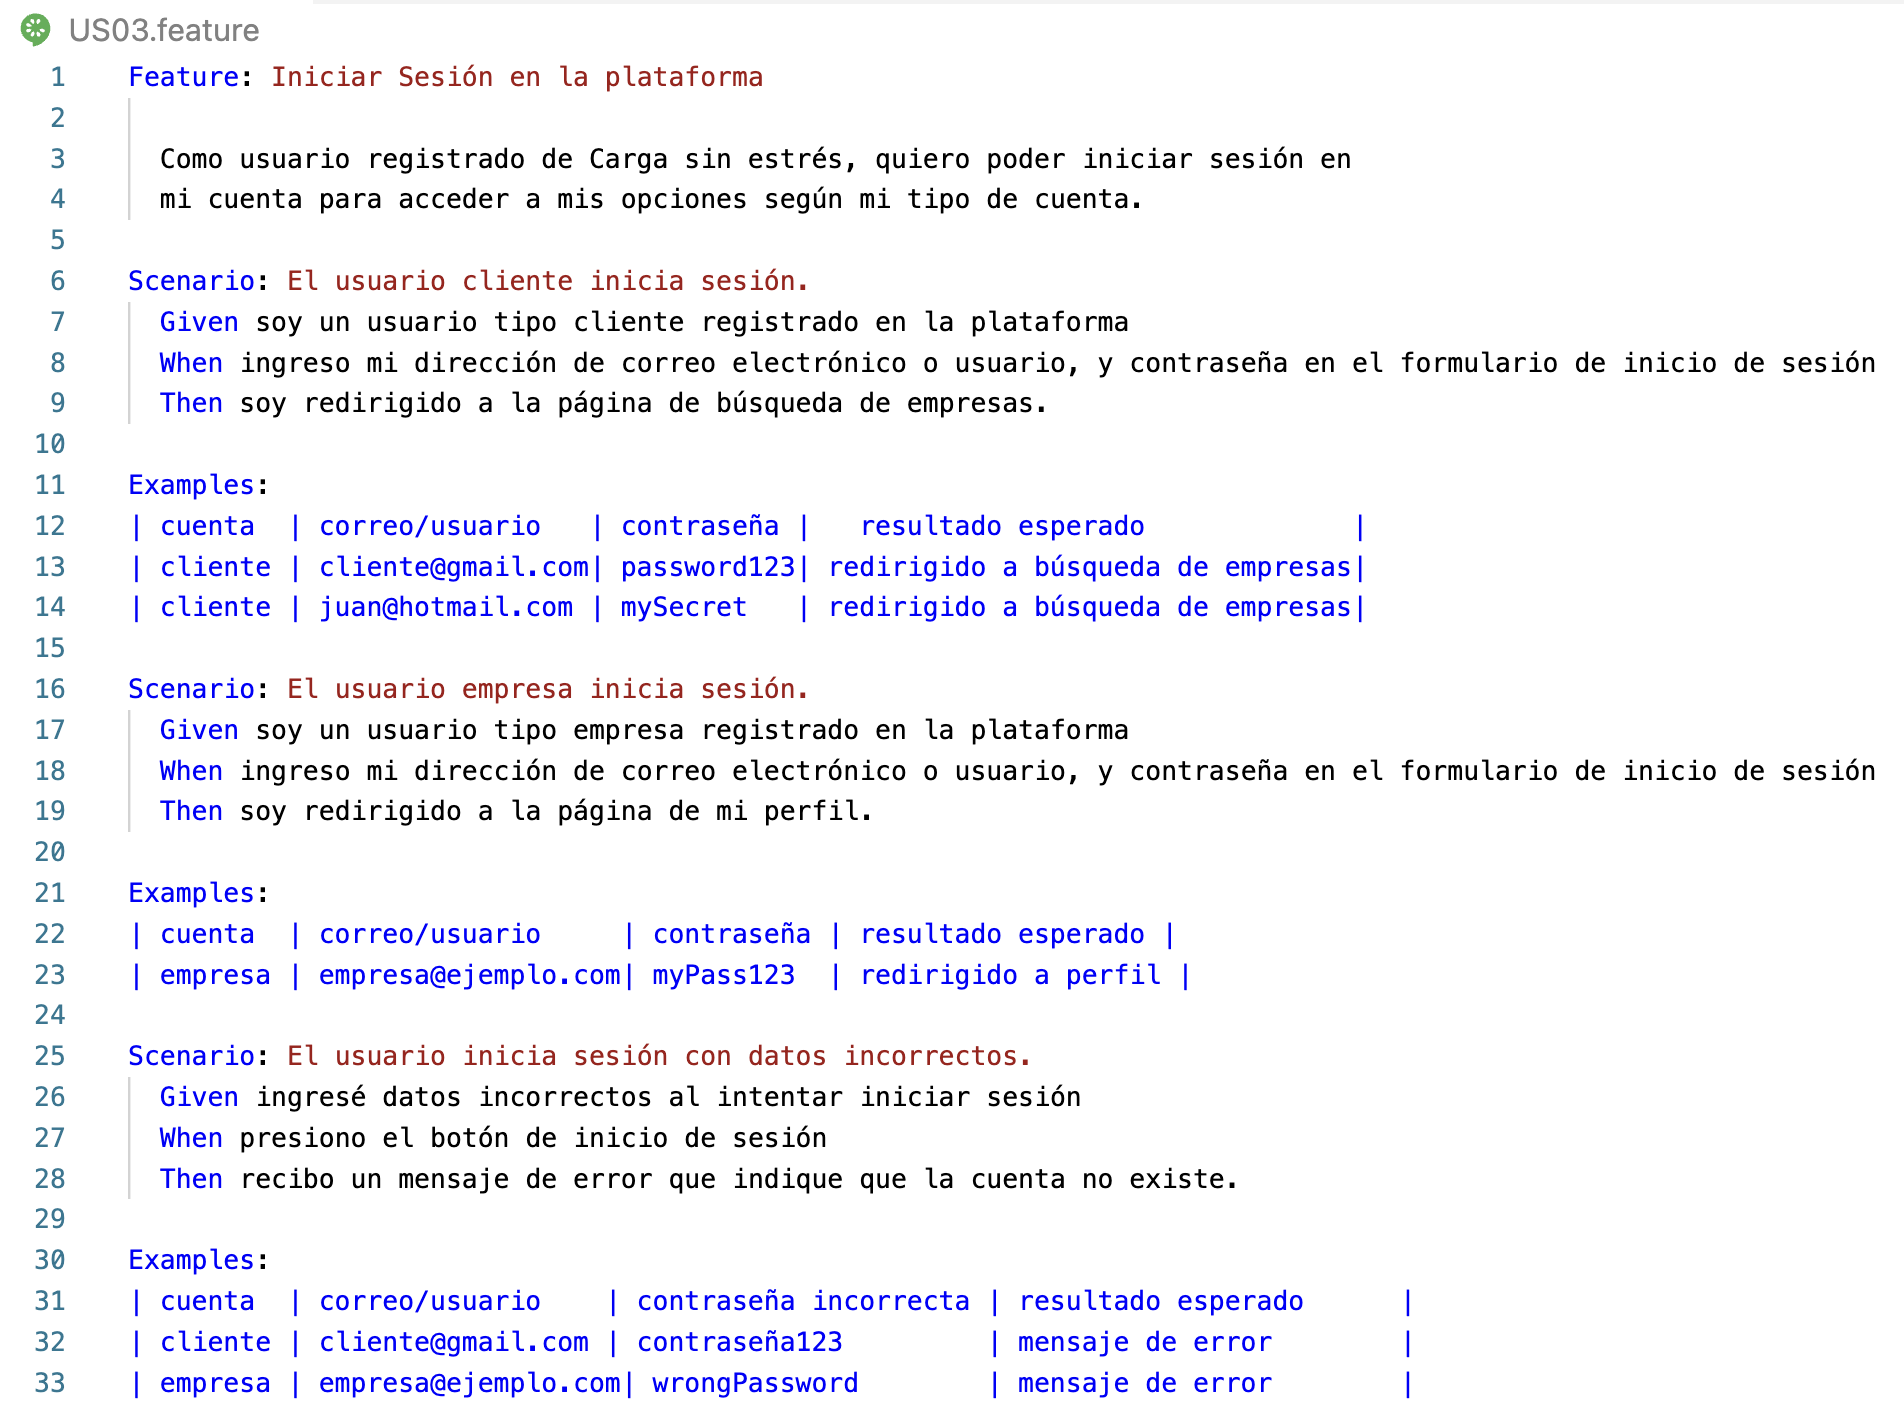 US03.feature
1 Feature: Iniciar Sesión en la plataforma
2
3 Como usuario registrado de Carga sin estrés, quiero poder iniciar sesión en
4 mi cuenta para acceder a mis opciones según mi tipo de cuenta.
5
6 Scenario: El usuario cliente inicia sesión.
7 Given soy un usuario tipo cliente registrado en la plataforma
8 When ingreso mi dirección de correo electrónico o usuario, y contraseña en el formulario de inicio de sesión
9 Then soy redirigido a la página de búsqueda de empresas.
10
11 Examples:
12 | cuenta | correo/usuario | contraseña | resultado esperado |
13 | cliente | cliente@gmail.com| password123| redirigido a búsqueda de empresas|
14 | cliente | juan@hotmail.com | mySecret | redirigido a búsqueda de empresas|
15
16 Scenario: El usuario empresa inicia sesión.
17 Given soy un usuario tipo empresa registrado en la plataforma
18 When ingreso mi dirección de correo electrónico o usuario, y contraseña en el formulario de inicio de sesión
19 Then soy redirigido a la página de mi perfil.
20
21 Examples:
22 | cuenta | correo/usuario | contraseña | resultado esperado |
23 | empresa | empresa@ejemplo.com| myPass123 | redirigido a perfil |
24
25 Scenario: El usuario inicia sesión con datos incorrectos.
26 Given ingresé datos incorrectos al intentar iniciar sesión
27 When presiono el botón de inicio de sesión
28 Then recibo un mensaje de error que indique que la cuenta no existe.
29
30 Examples:
31 | cuenta | correo/usuario | contraseña incorrecta | resultado esperado |
32 | cliente | cliente@gmail.com | contraseña123 | mensaje de error |
33 | empresa | empresa@ejemplo.com| wrongPassword | mensaje de error |